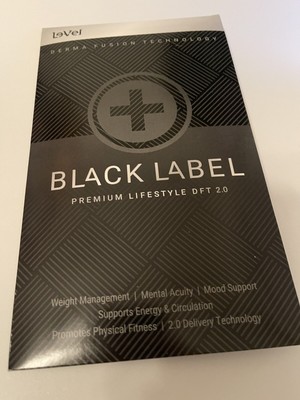 LeVel
DERMA FUSION TECHNOLOGY
BLACK LABEL
PREMIUM LIFESTYLE DFT 2.0
Weight Management | Mental Acuity | Mood Support
Supports Energy & Circulation
Promotes Physical Fitness | 2.0 Delivery Technology